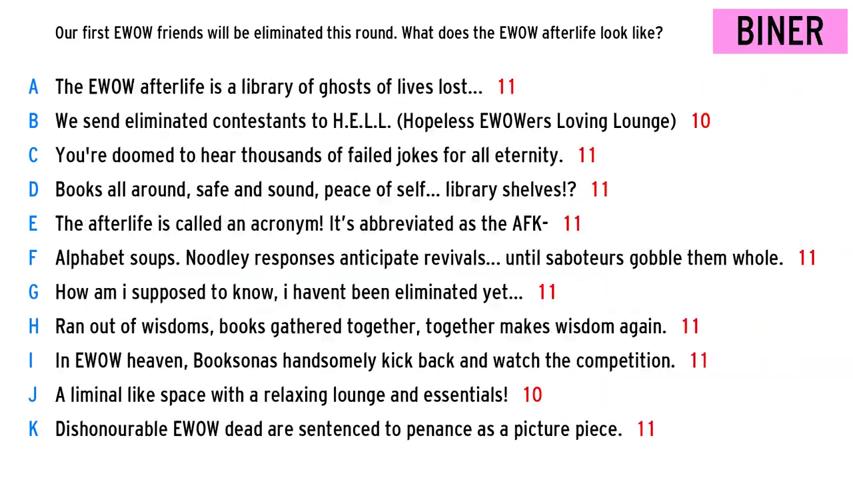 Our first EWOW friends will be eliminated this round. What does the EWOW afterlife look like?
BINER
A The EWOW afterlife is a library of ghosts of lives lost... 11
B We send eliminated contestants to H.E.L.L. (Hopeless EWOWers Loving Lounge) 10
C You're doomed to hear thousands of failed jokes for all eternity. 11
D Books all around, safe and sound, peace of self... library shelves!? 11
E The afterlife is called an acronym! It's abbreviated as the AFK- 11
F Alphabet soups. Noodley responses anticipate revivals... until saboteurs gobble them whole. 11
G How am i supposed to know, i havent been eliminated yet... 11
H Ran out of wisdoms, books gathered together, together makes wisdom again. 11
I In EWOW heaven, Booksonas handsomely kick back and watch the competition. 11
J A liminal like space with a relaxing lounge and essentials! 10
K Dishonourable EWOW dead are sentenced to penance as a picture piece. 11